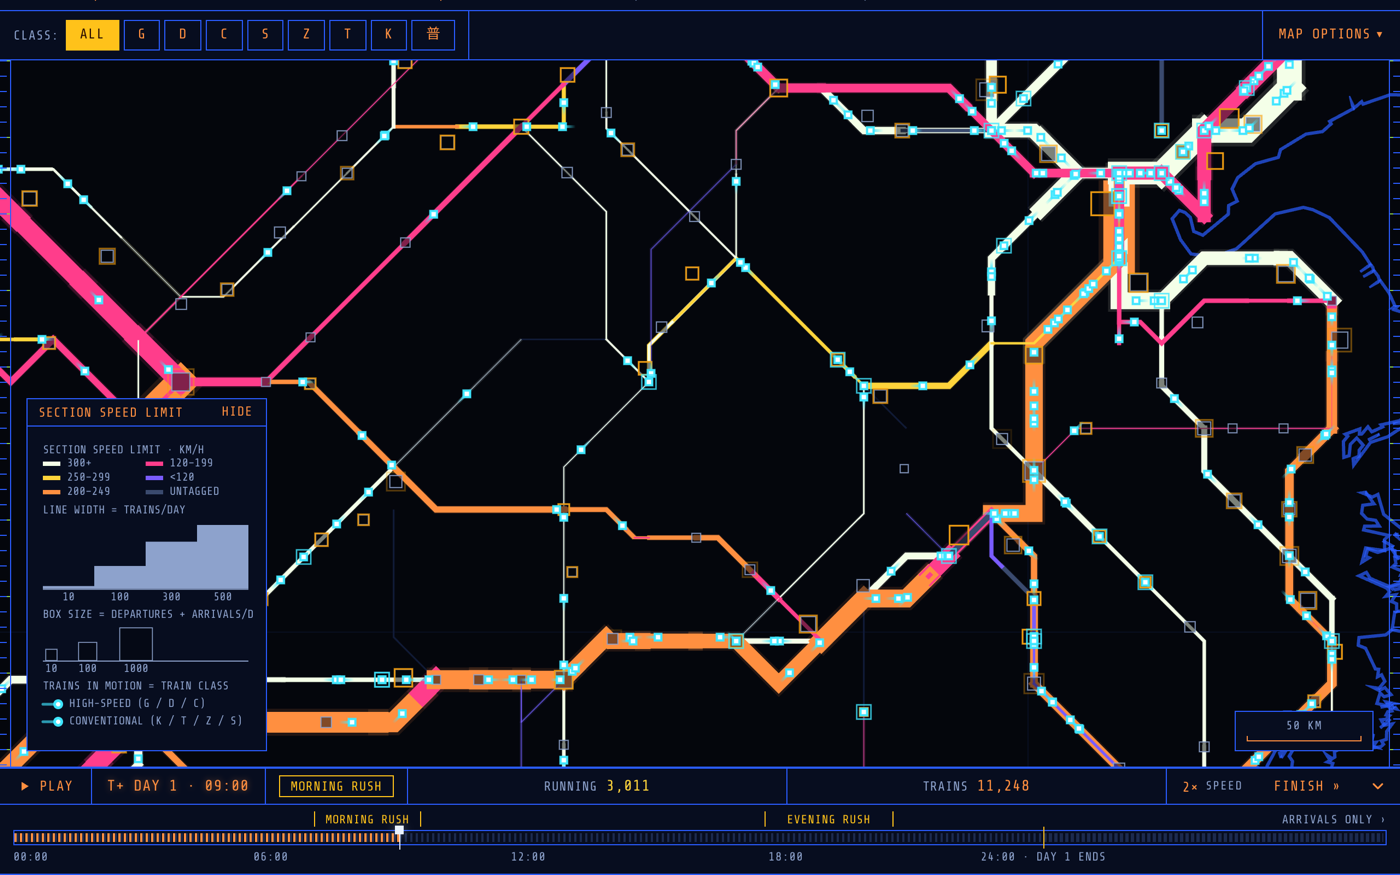 CLASS: ALL G D C S Z T K 普 MAP OPTIONS ▾
SECTION SPEED LIMIT HIDE
SECTION SPEED LIMIT · KM/H
300+ 120–199
250–299 <120
200–249 UNTAGGED
LINE WIDTH = TRAINS/DAY
10 100 300 500
BOX SIZE = DEPARTURES + ARRIVALS/D
10 100 1000
TRAINS IN MOTION = TRAIN CLASS
HIGH-SPEED (G / D / C)
CONVENTIONAL (K / T / Z / S)
50 KM
▶ PLAY T+ DAY 1 · 09:00 MORNING RUSH RUNNING 3,011 TRAINS 11,248 2× SPEED FINISH »
MORNING RUSH EVENING RUSH ARRIVALS ONLY ›
00:00 06:00 12:00 18:00 24:00 · DAY 1 ENDS